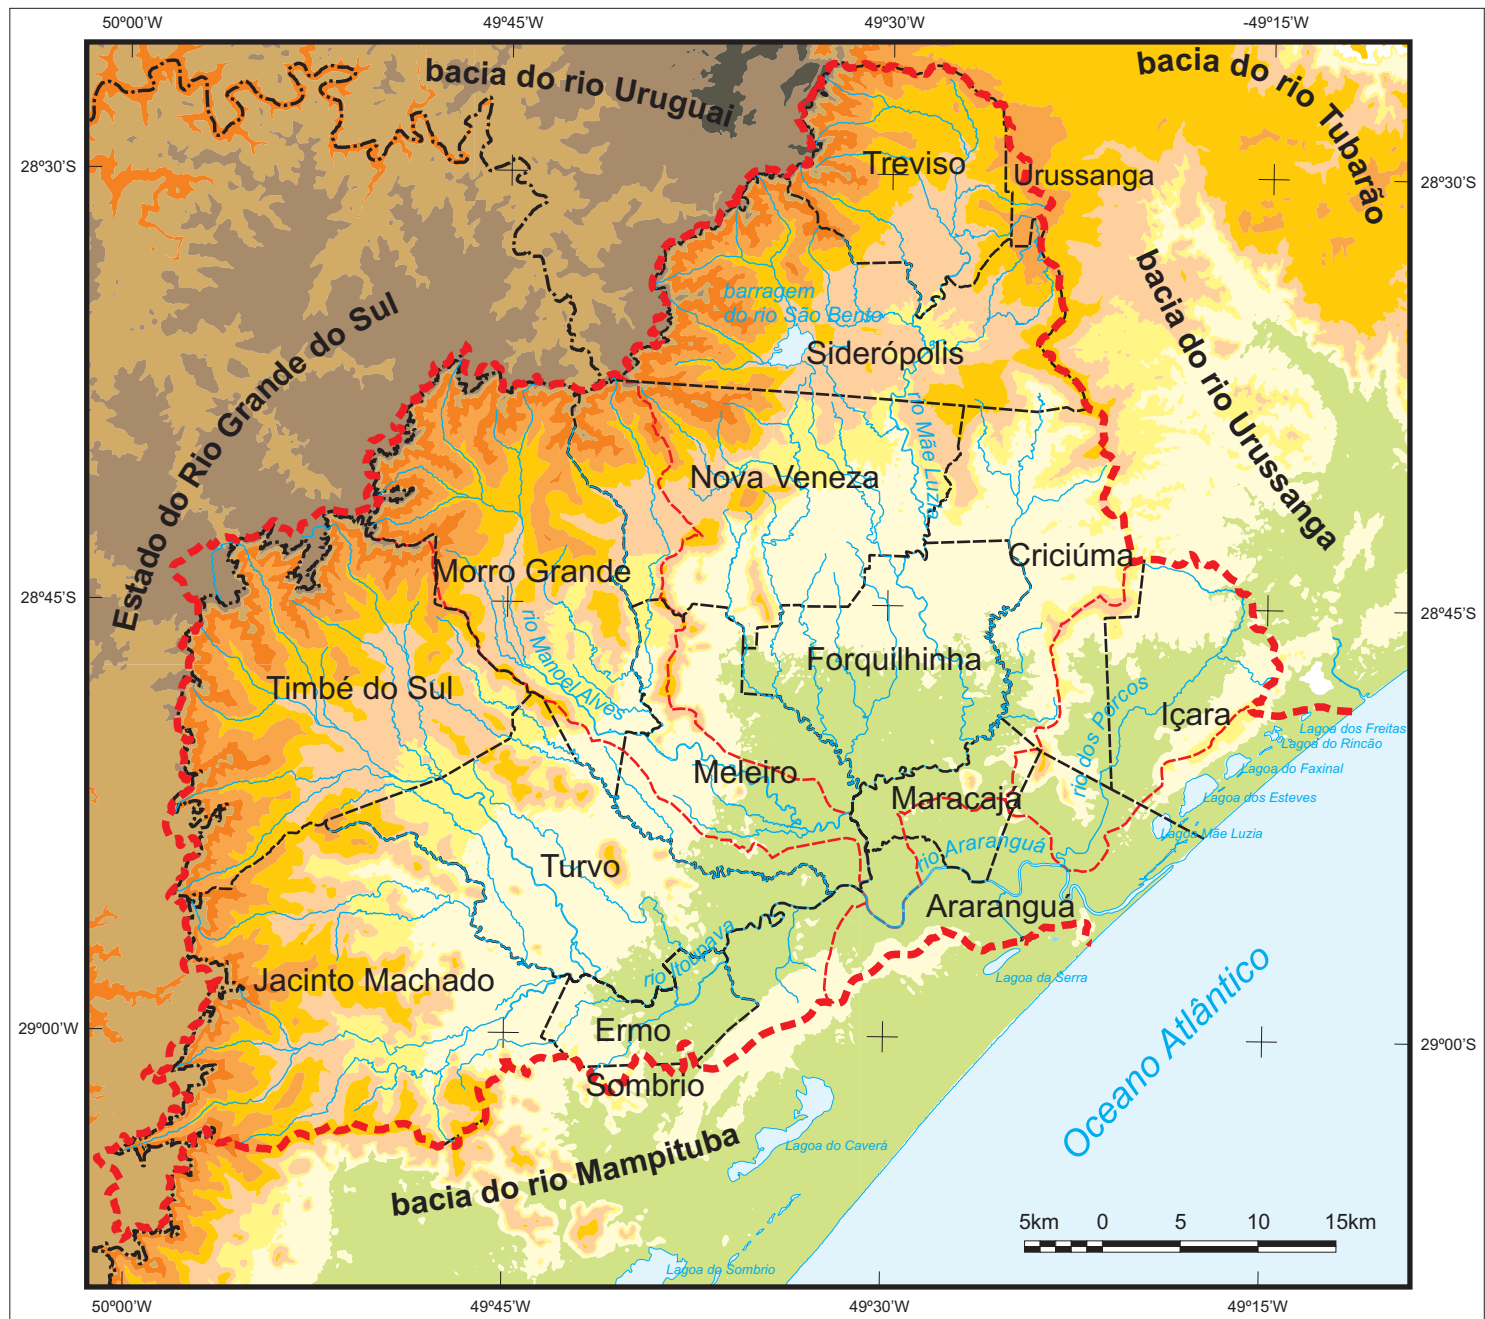 50°00'W
49°45'W
49°30'W
-49°15'W
bacia do rio Uruguai
bacia do rio Tubarão
28°30'S
28°30'S
Treviso
Urussanga
bacia do rio Urussanga
Estado do Rio Grande do Sul
barragem
do rio São Bento
Siderópolis
rio Mãe Luzia
Nova Veneza
Criciúma
Morro Grande
28°45'S
28°45'S
rio Manoel Alves
Forquilhinha
Timbé do Sul
rio dos Porcos
Içara
Lagoa dos Freitas
Lagoa do Rincão
Lagoa do Faxinal
Meleiro
Maracajá
Lagoa dos Esteves
Lagoa Mãe Luzia
rio Araranguá
Turvo
Araranguá
rio Itoupava
Lagoa da Serra
Jacinto Machado
Oceano Atlântico
Ermo
29°00'W
29°00'S
Sombrio
Lagoa do Caverá
bacia do rio Mampituba
5km 0 5 10 15km
Lagoa do Sombrio
50°00'W
49°45'W
49°30'W
49°15'W